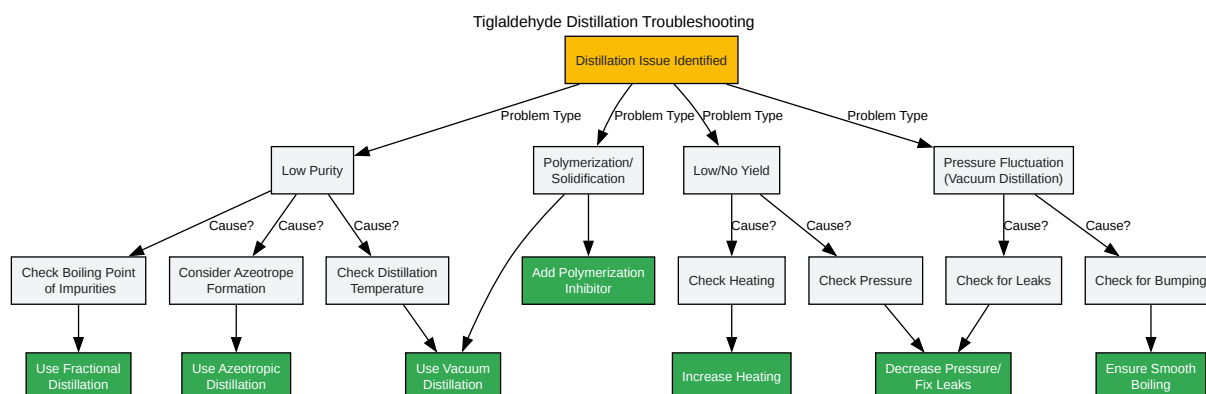 Tiglaldehyde Distillation Troubleshooting
Distillation Issue Identified
Problem Type
Problem Type
Problem Type
Problem Type
Low Purity
Polymerization/
Solidification
Low/No Yield
Pressure Fluctuation
(Vacuum Distillation)
Cause?
Cause?
Cause?
Cause?
Cause?
Cause?
Cause?
Check Boiling Point
of Impurities
Consider Azeotrope
Formation
Check Distillation
Temperature
Add Polymerization
Inhibitor
Check Heating
Check Pressure
Check for Leaks
Check for Bumping
Use Fractional
Distillation
Use Azeotropic
Distillation
Use Vacuum
Distillation
Increase Heating
Decrease Pressure/
Fix Leaks
Ensure Smooth
Boiling